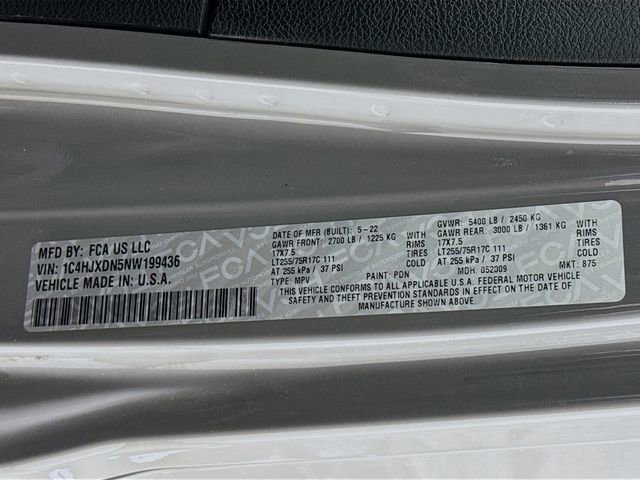 MFD BY: FCA US LLC
VIN: 1C4HJXDN5NW199436
VEHICLE MADE IN: U.S.A.
DATE OF MFR (BUILT): 5-22
GAWR FRONT: 2700 LB / 1225 KG WITH
17X7.5 RIMS
LT255/75R17C 111 TIRES
AT 255 kPa / 37 PSI COLD
TYPE: MPV PAINT: PDN
GVWR: 5400 LB / 2450 KG
GAWR REAR: 3000 LB / 1361 KG WITH
17X7.5 RIMS
LT255/75R17C 111 TIRES
AT 255 kPa / 37 PSI COLD
MDH: 052309 MKT: 875
THIS VEHICLE CONFORMS TO ALL APPLICABLE U.S.A. FEDERAL MOTOR VEHICLE
SAFETY AND THEFT PREVENTION STANDARDS IN EFFECT ON THE DATE OF
MANUFACTURE SHOWN ABOVE.